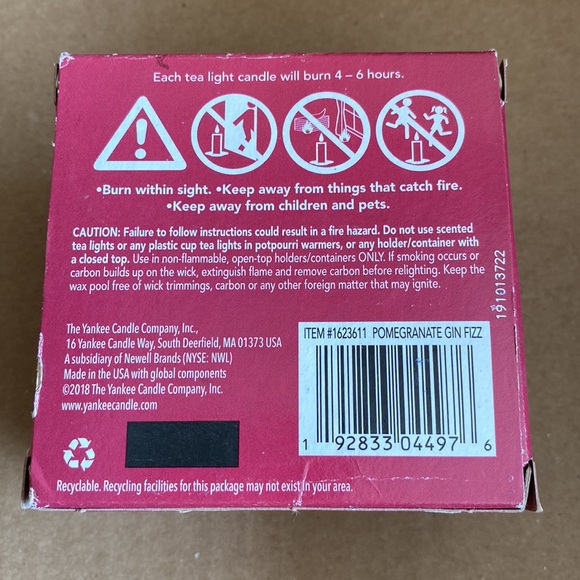 Each tea light candle will burn 4 – 6 hours.
•Burn within sight. •Keep away from things that catch fire.
•Keep away from children and pets.
CAUTION: Failure to follow instructions could result in a fire hazard. Do not use scented
tea lights or any plastic cup tea lights in potpourri warmers, or any holder/container with
a closed top. Use in non-flammable, open-top holders/containers ONLY. If smoking occurs or
carbon builds up on the wick, extinguish flame and remove carbon before relighting. Keep the
wax pool free of wick trimmings, carbon or any other foreign matter that may ignite.
191013722
The Yankee Candle Company, Inc.,
16 Yankee Candle Way, South Deerfield, MA 01373 USA
A subsidiary of Newell Brands (NYSE: NWL)
Made in the USA with global components
©2018 The Yankee Candle Company, Inc.
www.yankeecandle.com
ITEM #1623611 POMEGRANATE GIN FIZZ
1 92833 04497 6
Recyclable. Recycling facilities for this package may not exist in your area.